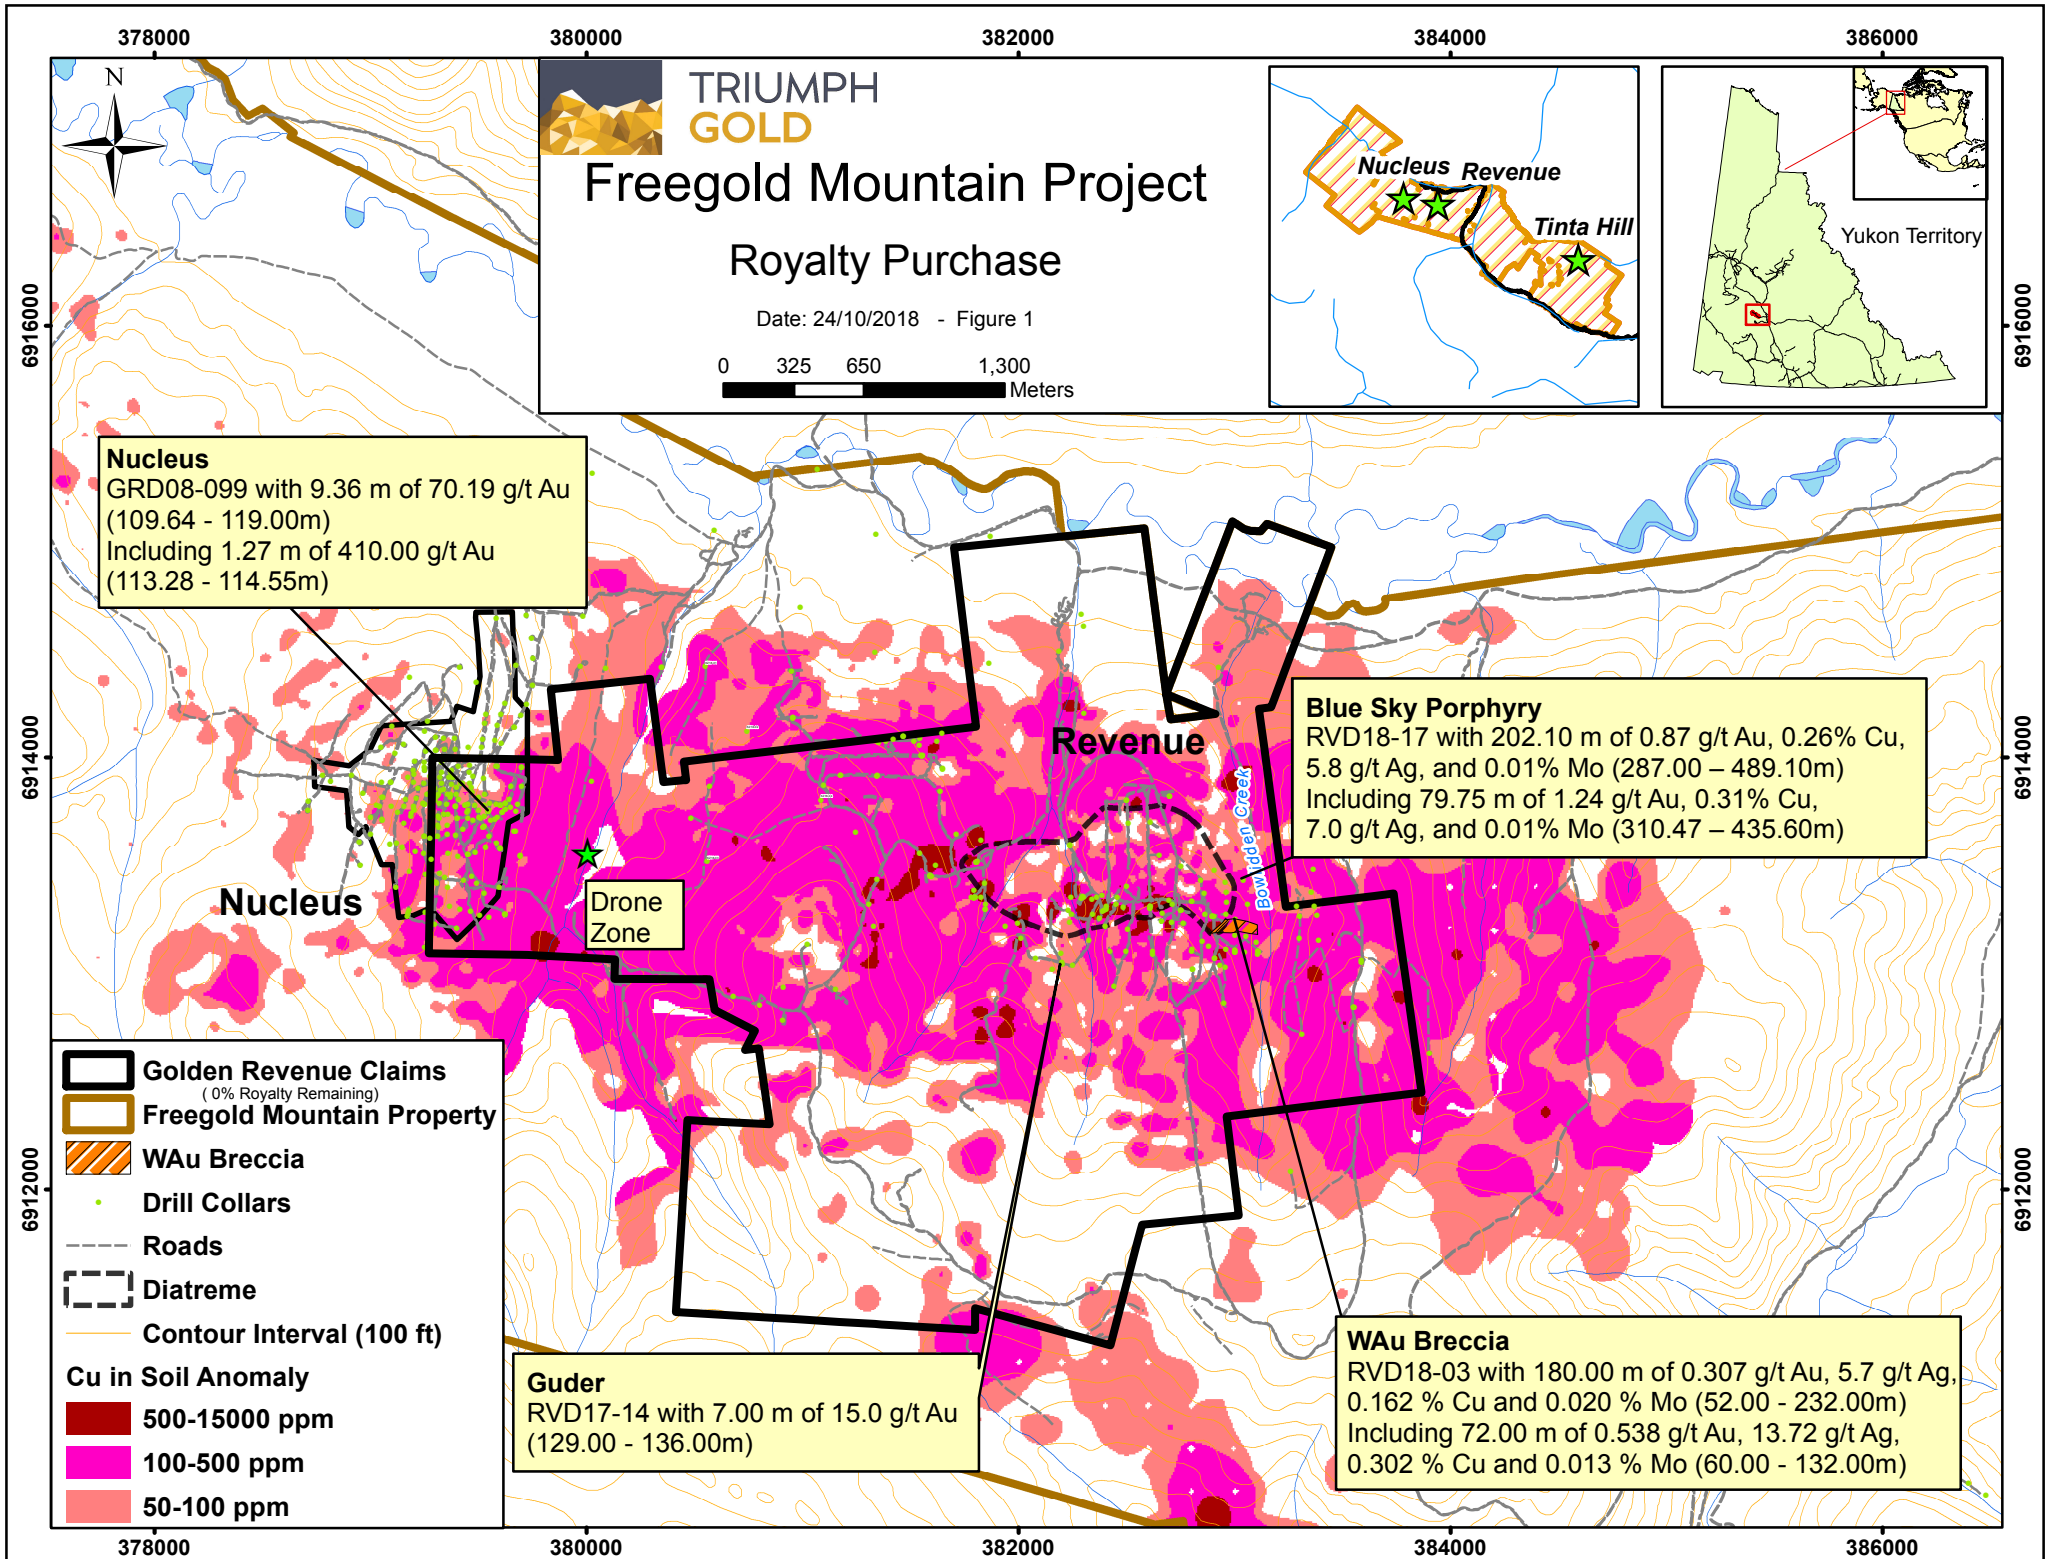 378000 380000 382000 384000 386000
N
TRIUMPH
GOLD
Freegold Mountain Project
Royalty Purchase
Date: 24/10/2018 - Figure 1
0 325 650 1,300
Meters
Nucleus Revenue
Tinta Hill
Yukon Territory
6916000
6916000
Nucleus
GRD08-099 with 9.36 m of 70.19 g/t Au
(109.64 - 119.00m)
Including 1.27 m of 410.00 g/t Au
(113.28 - 114.55m)
Blue Sky Porphyry
RVD18-17 with 202.10 m of 0.87 g/t Au, 0.26% Cu,
5.8 g/t Ag, and 0.01% Mo (287.00 – 489.10m)
Including 79.75 m of 1.24 g/t Au, 0.31% Cu,
7.0 g/t Ag, and 0.01% Mo (310.47 – 435.60m)
6914000
6914000
Revenue
Bow
idden Creek
Nucleus
Drone
Zone
Golden Revenue Claims
( 0% Royalty Remaining)
Freegold Mountain Property
WAu Breccia
Drill Collars
Roads
Diatreme
Contour Interval (100 ft)
Cu in Soil Anomaly
500-15000 ppm
100-500 ppm
50-100 ppm
6912000
6912000
Guder
RVD17-14 with 7.00 m of 15.0 g/t Au
(129.00 - 136.00m)
WAu Breccia
RVD18-03 with 180.00 m of 0.307 g/t Au, 5.7 g/t Ag,
0.162 % Cu and 0.020 % Mo (52.00 - 232.00m)
Including 72.00 m of 0.538 g/t Au, 13.72 g/t Ag,
0.302 % Cu and 0.013 % Mo (60.00 - 132.00m)
378000 380000 382000 384000 386000